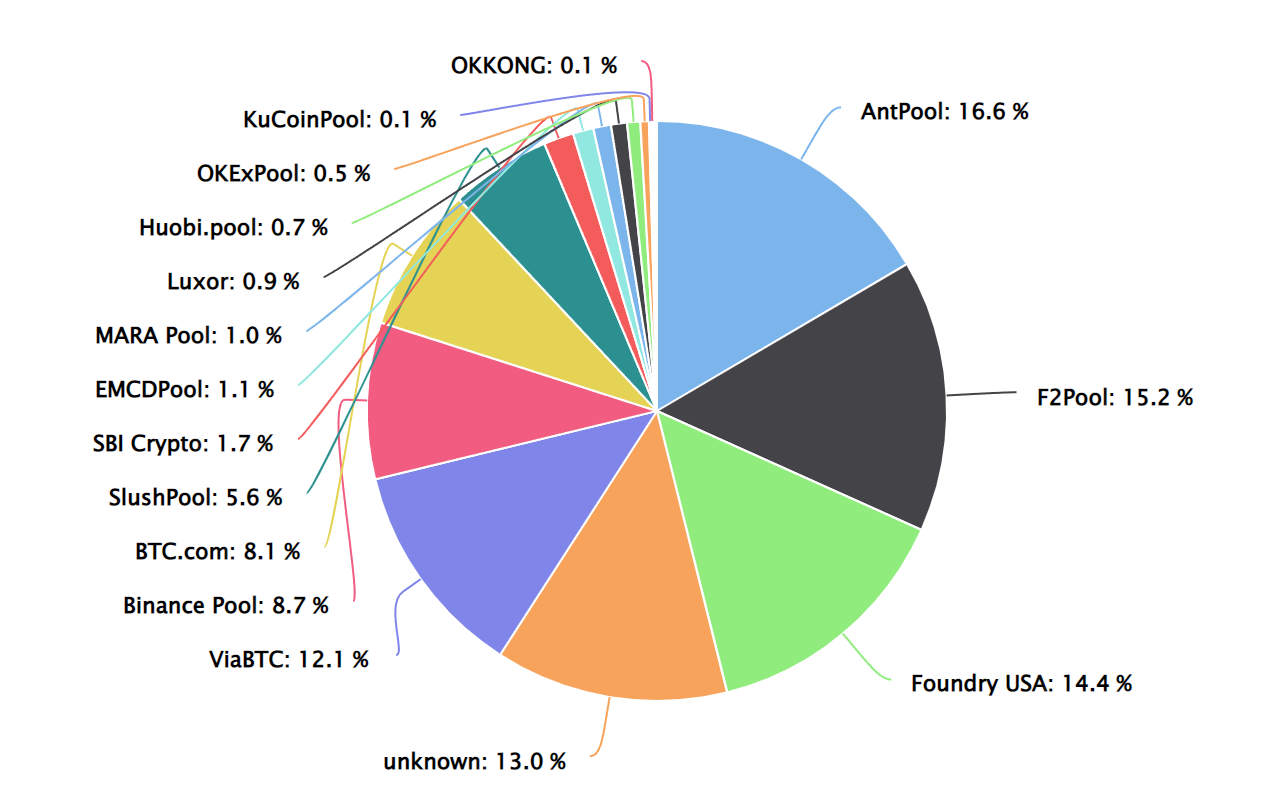 OKKONG: 0.1 %
AntPool: 16.6 %
KuCoinPool: 0.1 %
OKExPool: 0.5 %
Huobi.pool: 0.7 %
Luxor: 0.9 %
MARA Pool: 1.0 %
EMCDPool: 1.1 %
F2Pool: 15.2 %
SBI Crypto: 1.7 %
SlushPool: 5.6 %
BTC.com: 8.1 %
Binance Pool: 8.7 %
ViaBTC: 12.1 %
Foundry USA: 14.4 %
unknown: 13.0 %